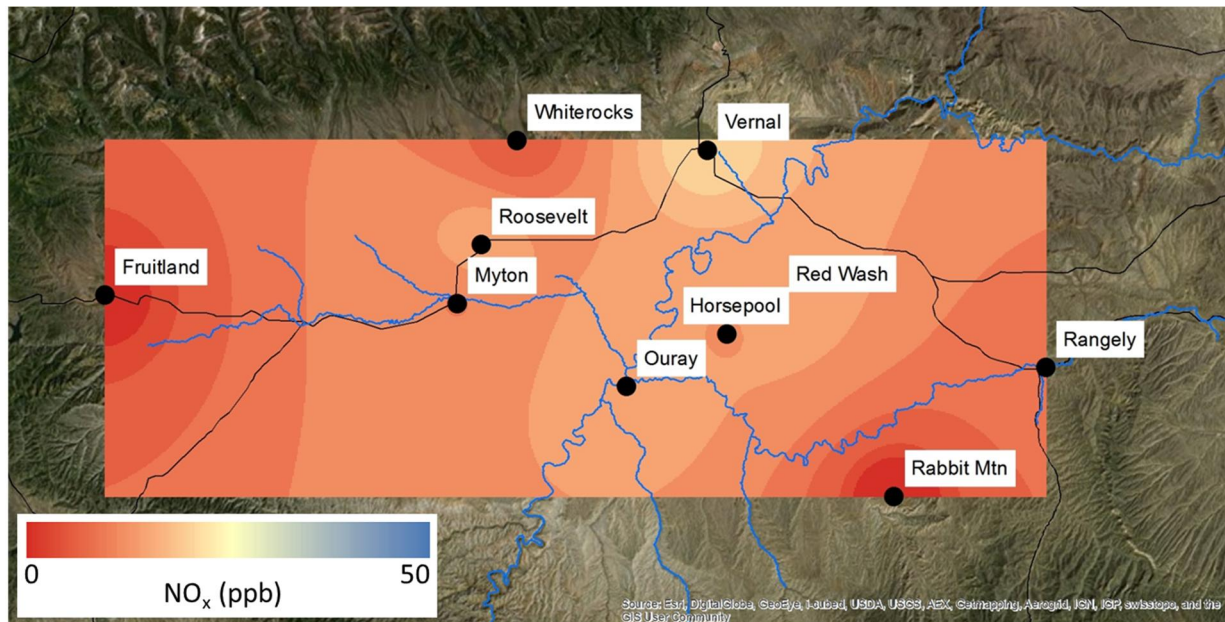 Whiterocks
Vernal
Roosevelt
Fruitland
Myton
Red Wash
Horsepool
Ouray
Rangely
Rabbit Mtn
0
50
NOx (ppb)
Source: Esri, DigitalGlobe, GeoEye, i-cubed, USDA, USGS, AEX, Getmapping, Aerogrid, IGN, IGP, swisstopo, and the
GIS User Community